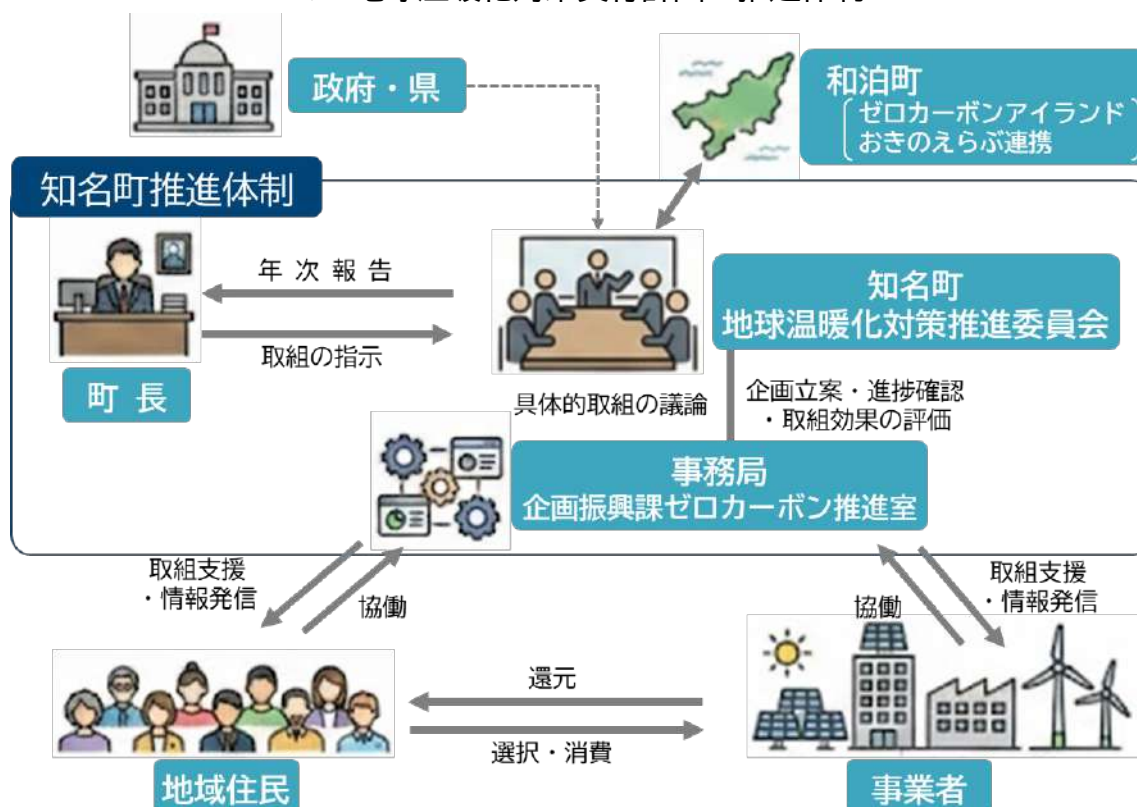 政府・県
和泊町
ゼロカーボンアイランド
おきのえらぶ連携
知名町推進体制
年次報告
取組の指示
町長
知名町
地球温暖化対策推進委員会
具体的取組の議論
企画立案・進捗確認
・取組効果の評価
事務局
企画振興課ゼロカーボン推進室
取組支援
・情報発信
協働
協働
取組支援
・情報発信
還元
選択・消費
地域住民
事業者